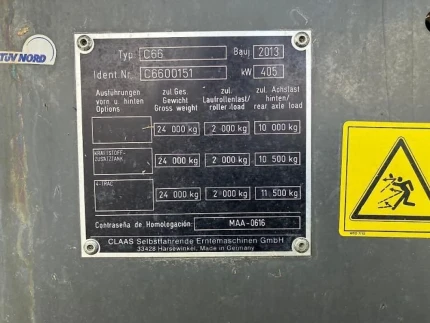 TÜV NORD
Typ C66 Bauj 2013
Ident Nr. C6600151 kW 405
Ausführungen zul. Ges. zul. zul. Achslast
vorn u. hinten Gewicht Laufrollenlast/ hinten/
Options Gross weight roller load rear axle load
24 000 kg 2 000 kg 10 000 kg
KRAFTSTOFF-
ZUSATZTANK
24 000 kg 2 000 kg 10 500 kg
4-TRAC
24 000 kg 2 000 kg 11 500 kg
Contraseña de Homologación: MAA-0616
CLAAS Selbstfahrende Erntemaschinen GmbH
33428 Harsewinkel, Made in Germany